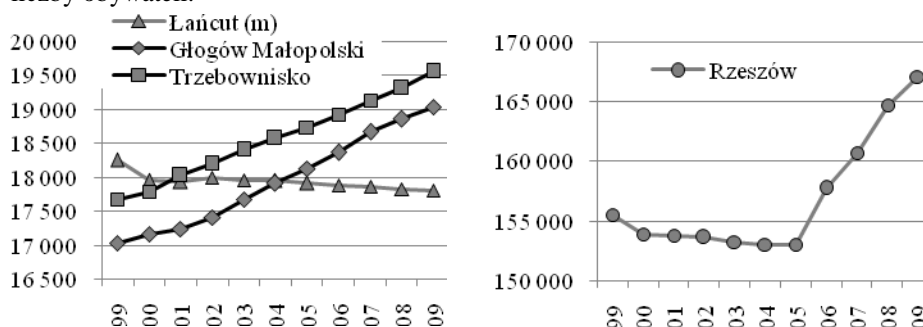 liczby obywateli.
Łańcut (m)
Głogów Małopolski
Trzebownisko
20 000
19 500
19 000
18 500
18 000
17 500
17 000
16 500
99 00 01 02 03 04 05 06 07 08 09
Rzeszów
170 000
165 000
160 000
155 000
150 000
99 00 01 02 03 04 05 06 07 08 09